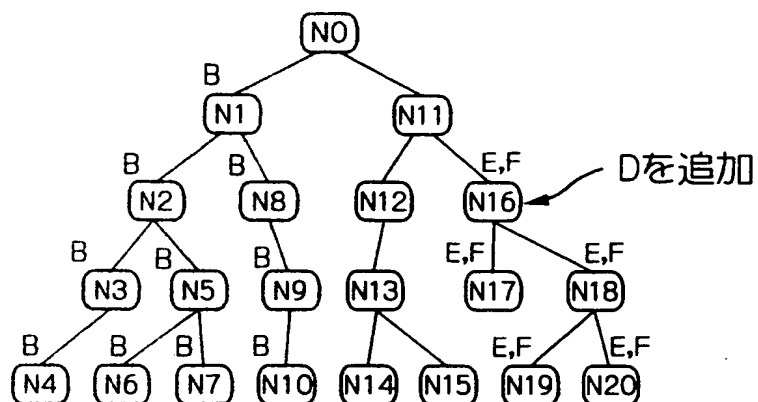 N0
B
N1 N11
B B E,F Dを追加
N2 N8 N12 N16
B B B E,F E,F
N3 N5 N9 N13 N17 N18
B B B B E,F E,F
N4 N6 N7 N10 N14 N15 N19 N20